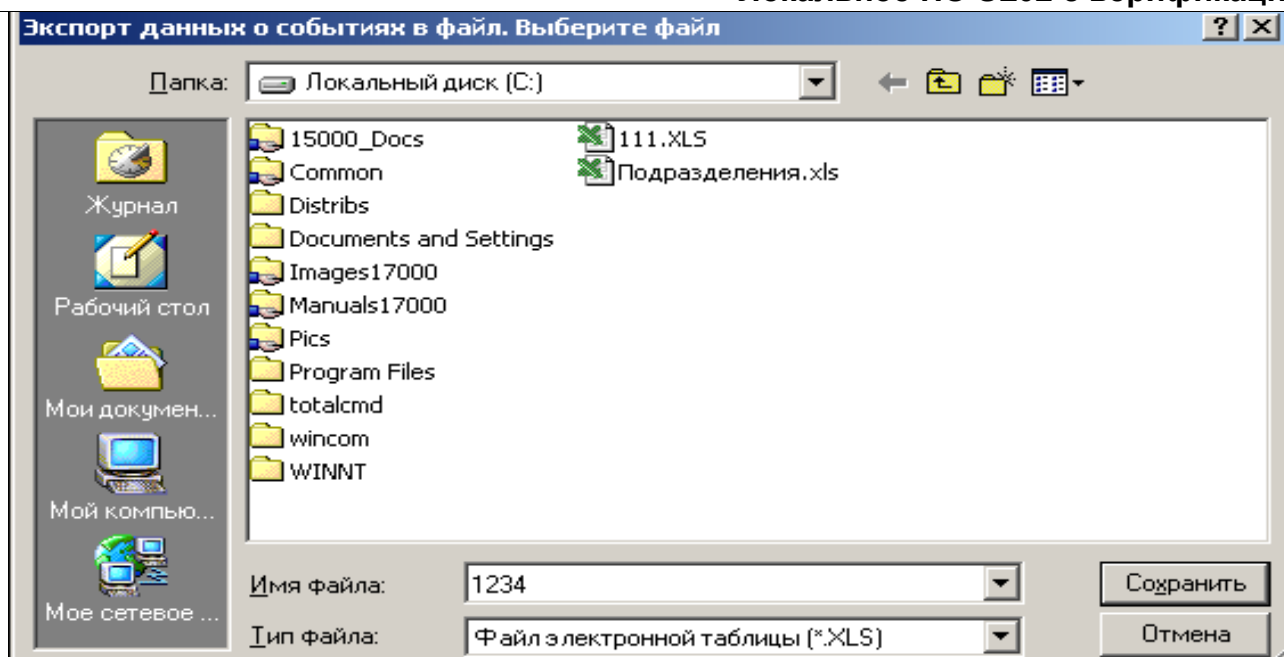 Экспорт данных о событиях в файл. Выберите файл
Папка: Локальный диск (C:)
Журнал
Рабочий стол
Мои докумен...
Мой компью...
Мое сетевое ...
15000_Docs
Common
Distribs
Documents and Settings
Images17000
Manuals17000
Pics
Program Files
totalcmd
wincom
WINNT
111.XLS
Подразделения.xls
Имя файла: 1234 Сохранить
Тип файла: Файл электронной таблицы (*.XLS) Отмена